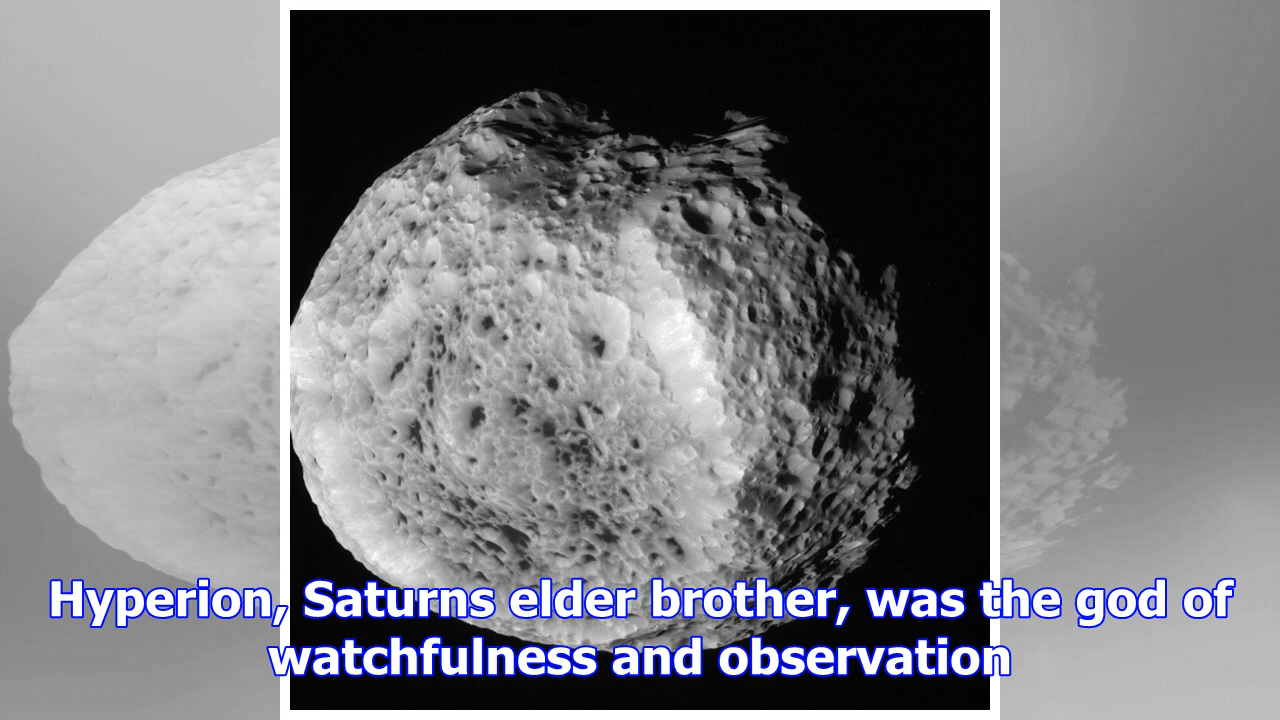 Hyperion, Saturns elder brother, was the god of
watchfulness and observation